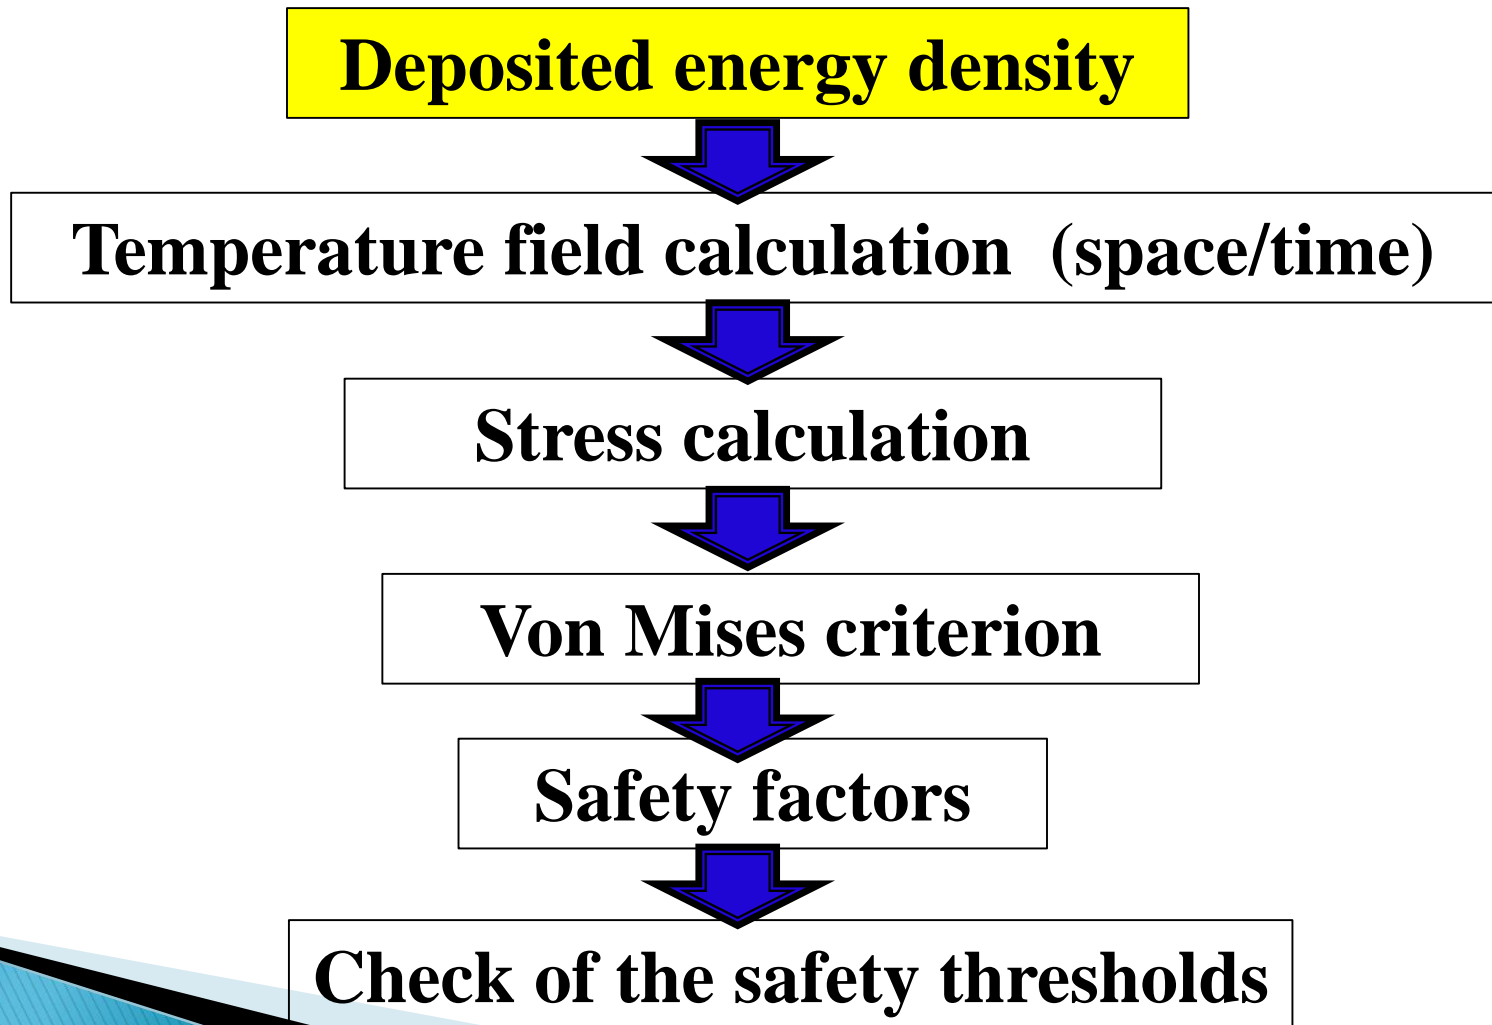 Deposited energy density
Temperature field calculation (space/time)
Stress calculation
Von Mises criterion
Safety factors
Check of the safety thresholds